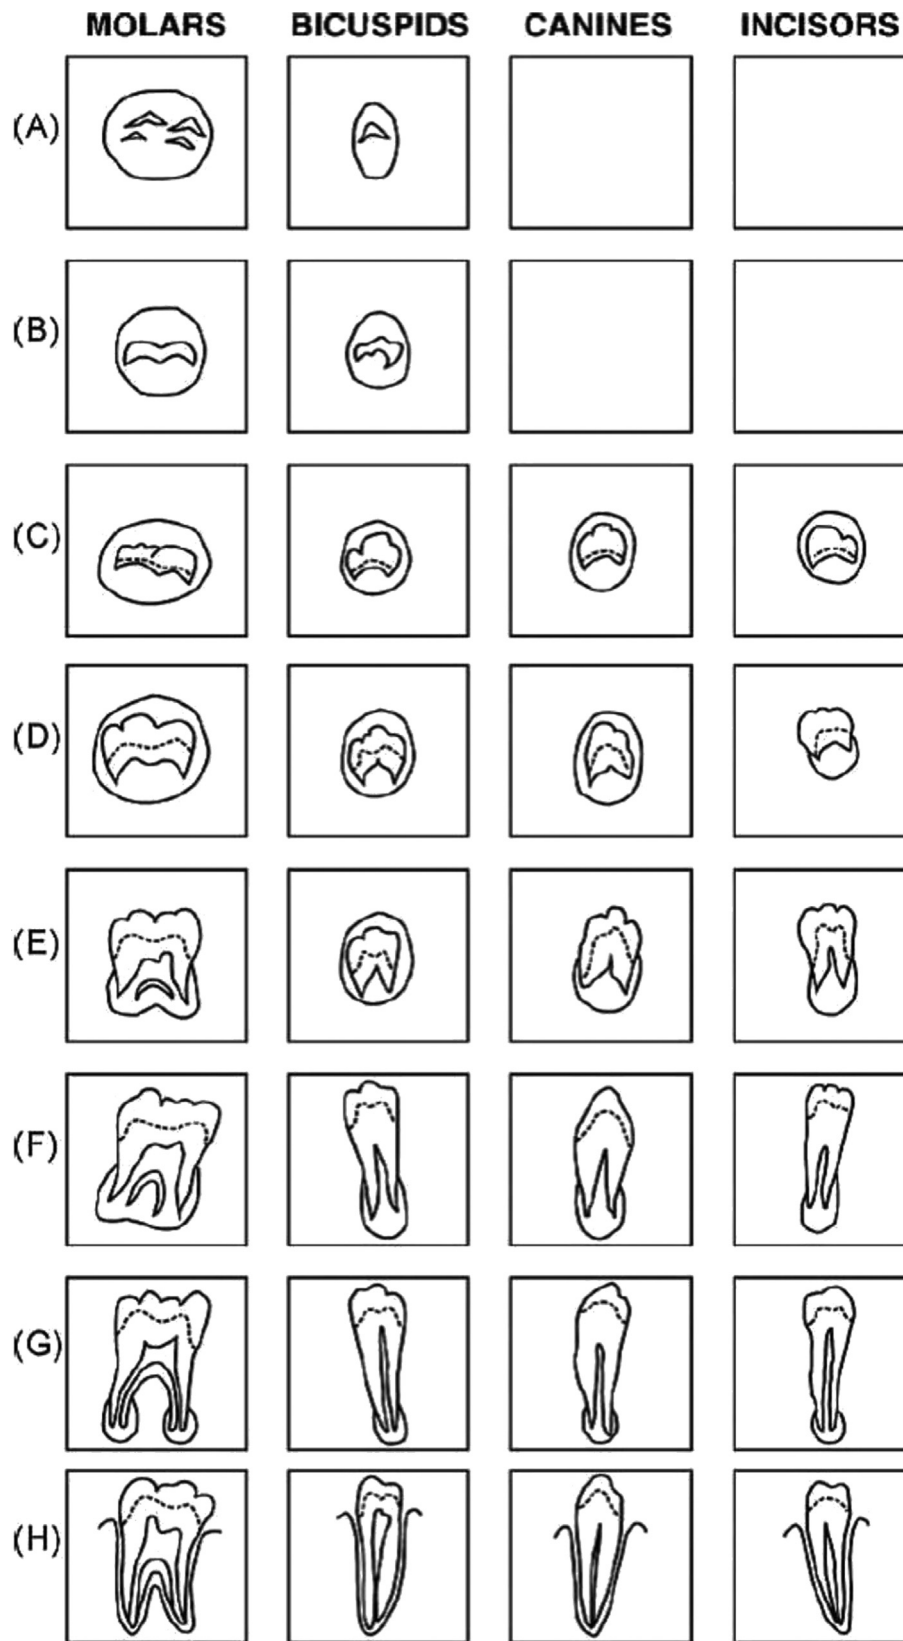 MOLARS BICUSPIDS CANINES INCISORS
(A)
(B)
(C)
(D)
(E)
(F)
(G)
(H)